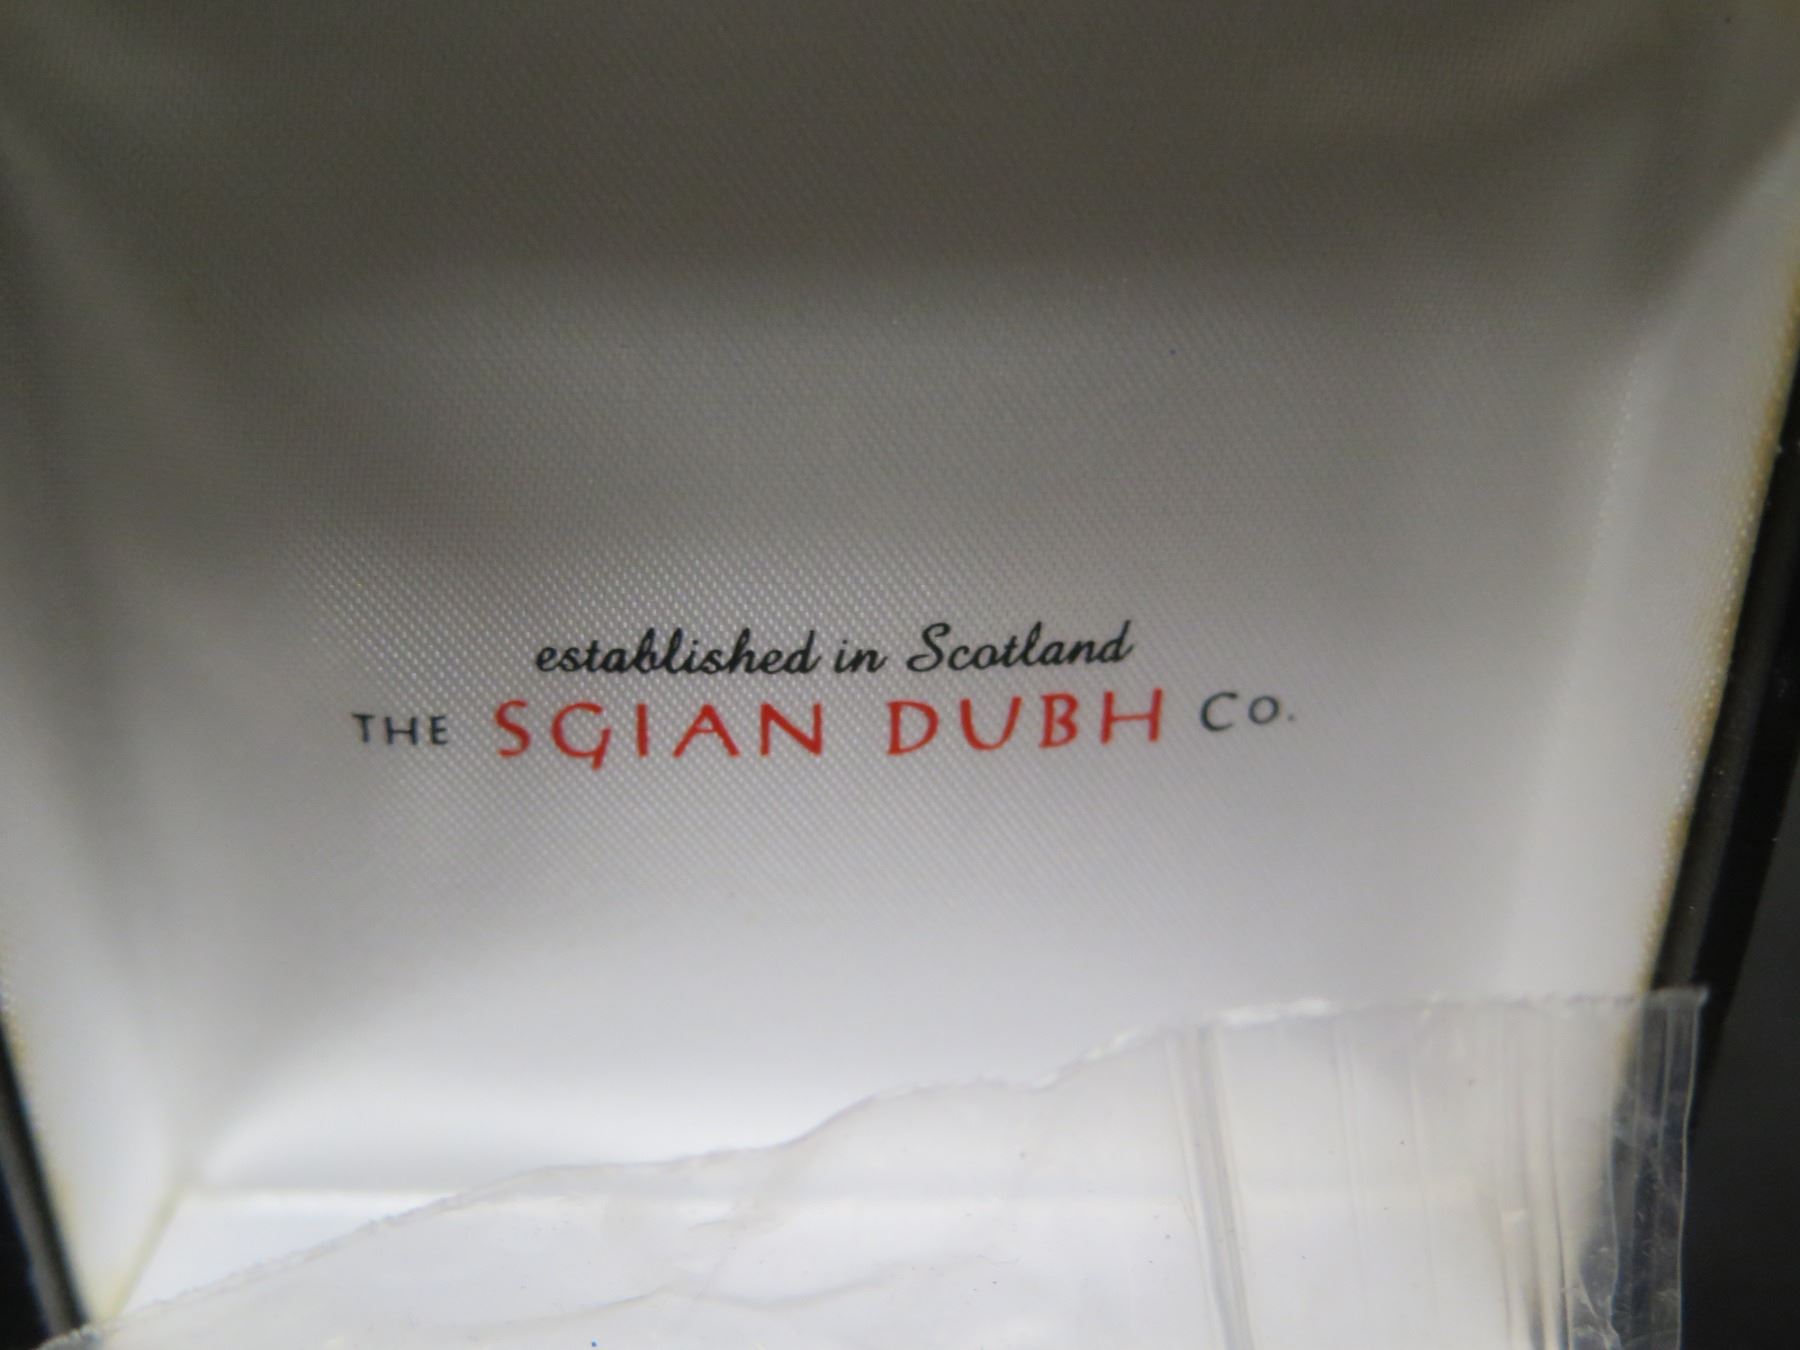 established in Scotland
THE SGIAN DUBH Co.